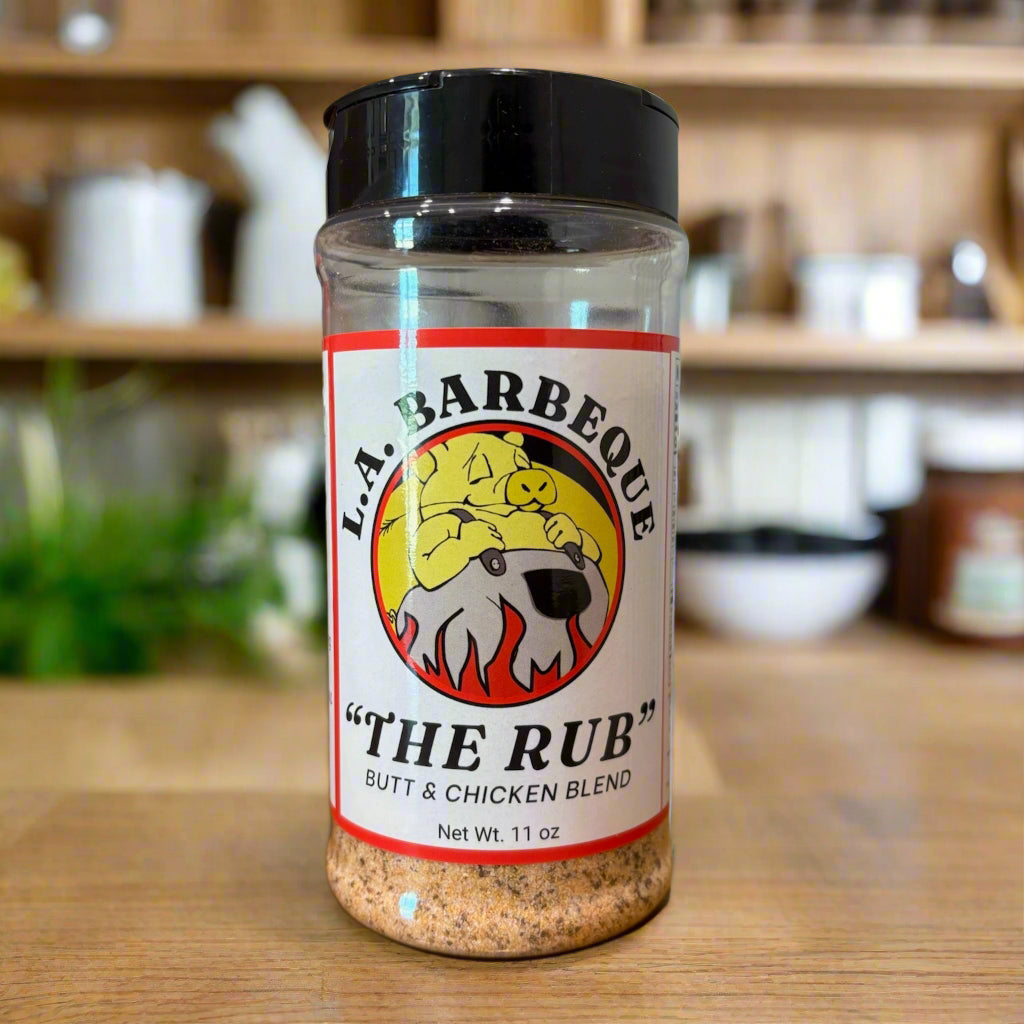 L.A. BARBEQUE
“THE RUB”
BUTT & CHICKEN BLEND
Net Wt. 11 oz